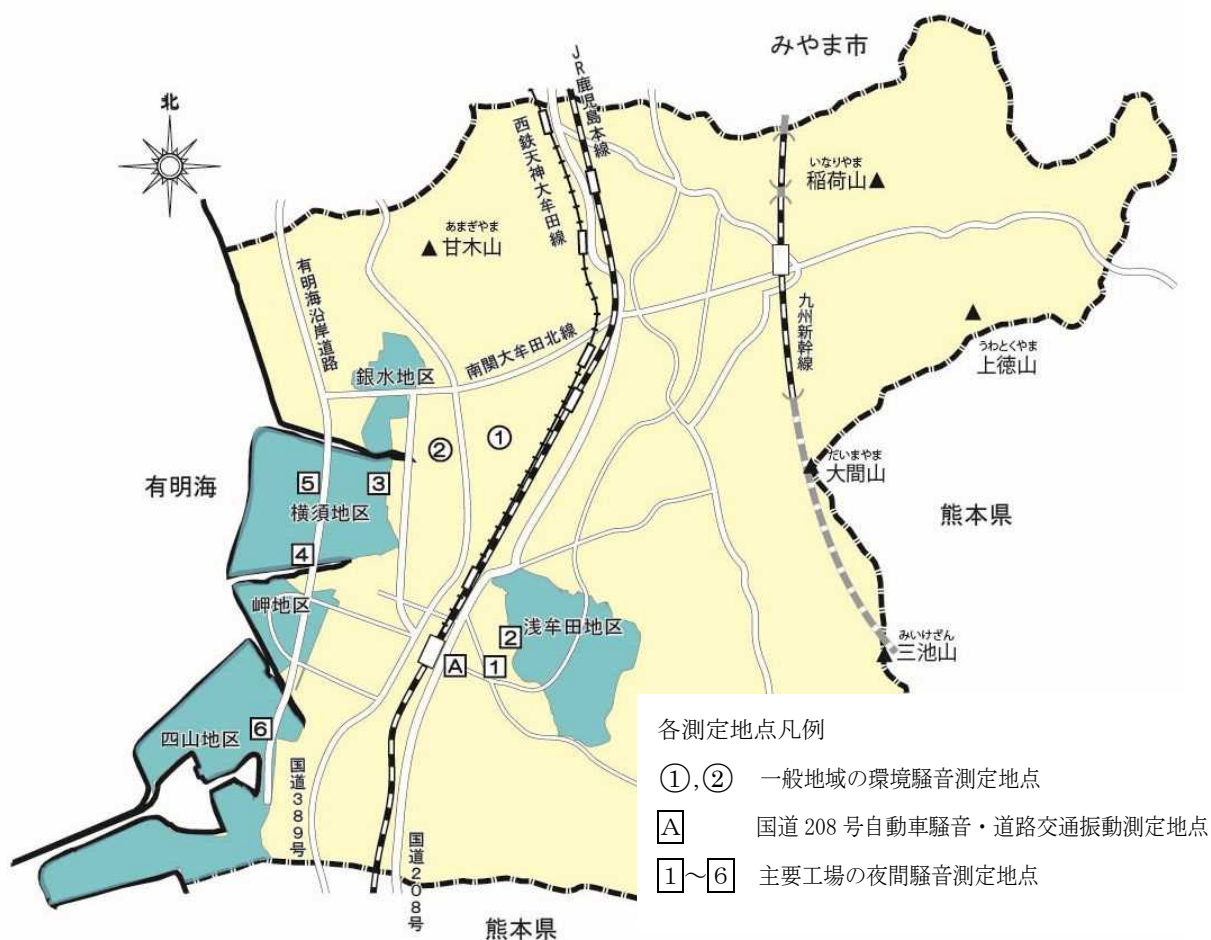 みやま市
北
JR鹿児島本線
西鉄天神大牟田線
いなりやま
稲荷山
あまぎやま
甘木山
有明海沿岸道路
九州新幹線
うわとくやま
上徳山
南関大牟田北線
銀水地区
①
②
だいまやま
大間山
有明海
5
3
横須地区
熊本県
4
岬地区
浅牟田地区
2
みいけざん
三池山
A
1
6
四山地区
国道389号
国道208号
熊本県
各測定地点凡例
①,② 一般地域の環境騒音測定地点
A 国道208号自動車騒音・道路交通振動測定地点
1～6 主要工場の夜間騒音測定地点